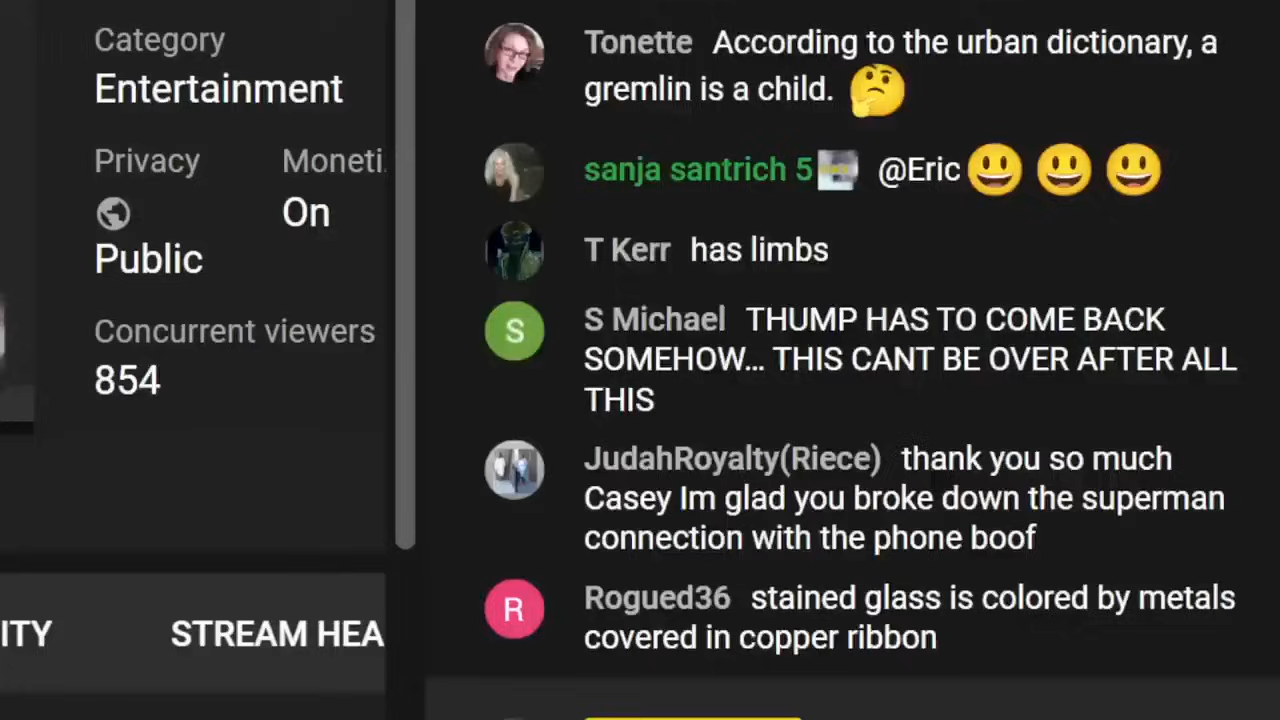 Category
Entertainment
Privacy
Moneti.
On
Public
Concurrent viewers
854
ITY
STREAM HEA
Tonette According to the urban dictionary, a
gremlin is a child.
sanja santrich 5 @Eric
T Kerr has limbs
S
S Michael THUMP HAS TO COME BACK
SOMEHOW... THIS CANT BE OVER AFTER ALL
THIS
JudahRoyalty(Riece) thank you so much
Casey Im glad you broke down the superman
connection with the phone boof
R
Rogued36 stained glass is colored by metals
covered in copper ribbon